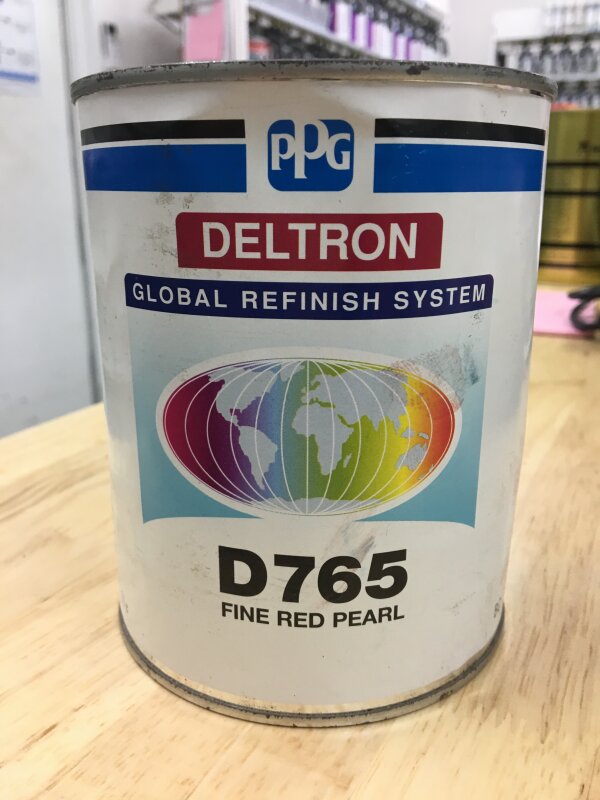 PPG
DELTRON
GLOBAL REFINISH SYSTEM
D765
FINE RED PEARL